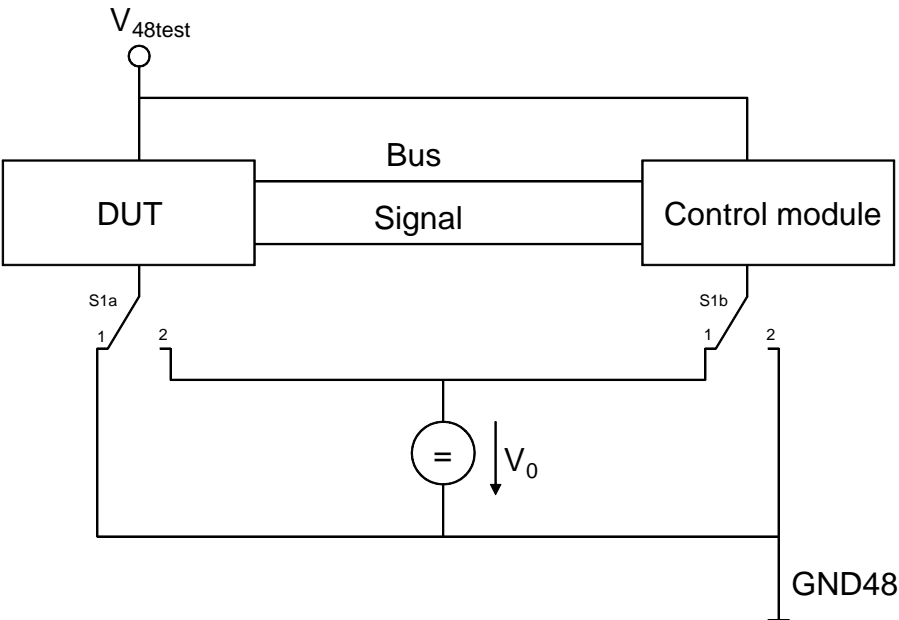 V48test
Bus
DUT
Signal
Control module
S1a
S1b
1
2
1
2
=
V0
GND48